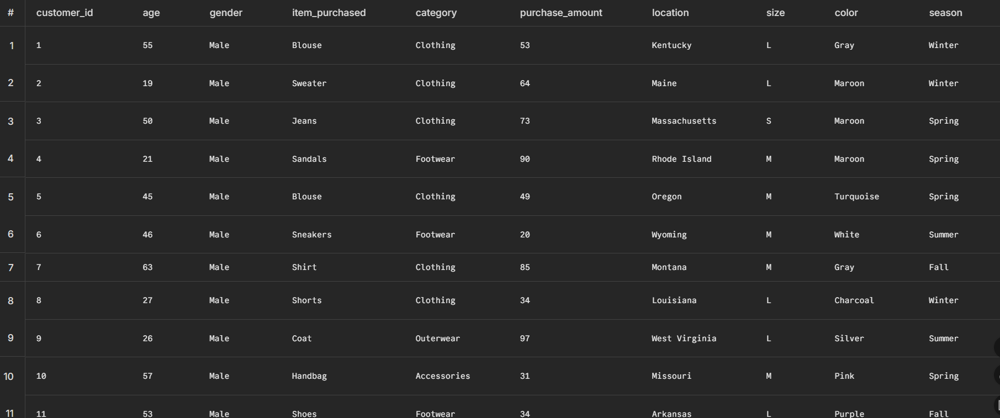 # customer_id age gender item_purchased category purchase_amount location size color season
1 1 55 Male Blouse Clothing 53 Kentucky L Gray Winter
2 2 19 Male Sweater Clothing 64 Maine L Maroon Winter
3 3 50 Male Jeans Clothing 73 Massachusetts S Maroon Spring
4 4 21 Male Sandals Footwear 90 Rhode Island M Maroon Spring
5 5 45 Male Blouse Clothing 49 Oregon M Turquoise Spring
6 6 46 Male Sneakers Footwear 20 Wyoming M White Summer
7 7 63 Male Shirt Clothing 85 Montana M Gray Fall
8 8 27 Male Shorts Clothing 34 Louisiana L Charcoal Winter
9 9 26 Male Coat Outerwear 97 West Virginia L Silver Summer
10 10 57 Male Handbag Accessories 31 Missouri M Pink Spring
11 11 53 Male Shoes Footwear 34 Arkansas L Purple Fall